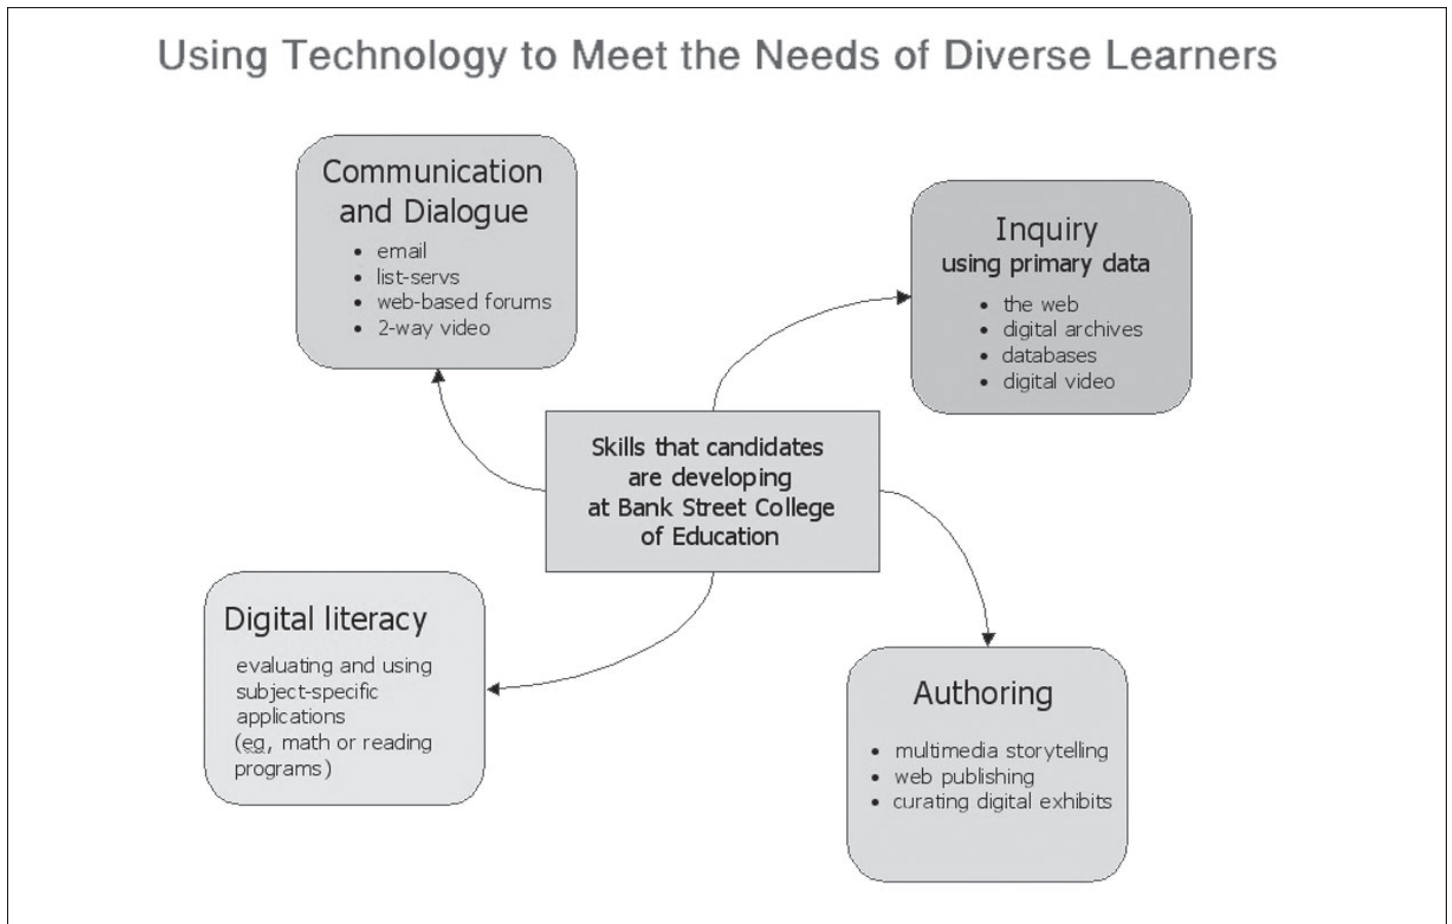 Using Technology to Meet the Needs of Diverse Learners
Communication
and Dialogue
• email
• list-servs
• web-based forums
• 2-way video
Inquiry
using primary data
• the web
• digital archives
• databases
• digital video
Skills that candidates
are developing
at Bank Street College
of Education
Digital literacy
evaluating and using
subject-specific
applications
(eg, math or reading
programs)
Authoring
• multimedia storytelling
• web publishing
• curating digital exhibits